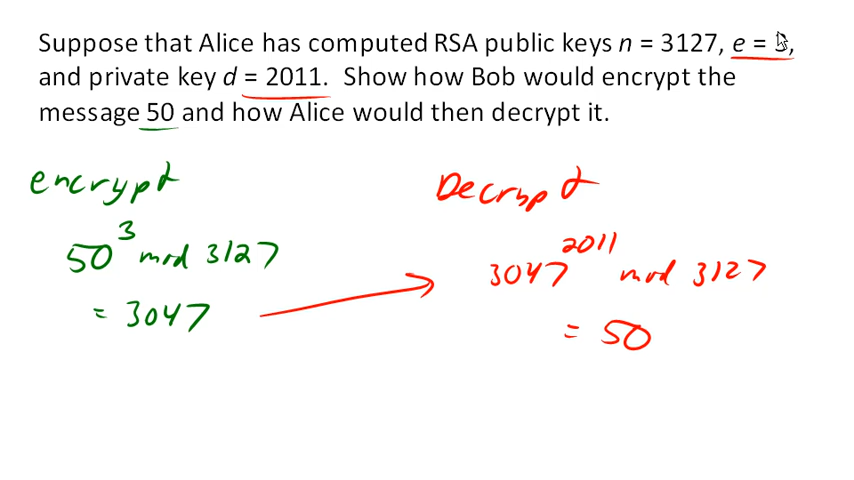 Suppose that Alice has computed RSA public keys n = 3127, e = 3,
and private key d = 2011. Show how Bob would encrypt the
message 50 and how Alice would then decrypt it.
encrypt
50^3 mod 3127
= 3047
Decrypt
3047^2011 mod 3127
= 50